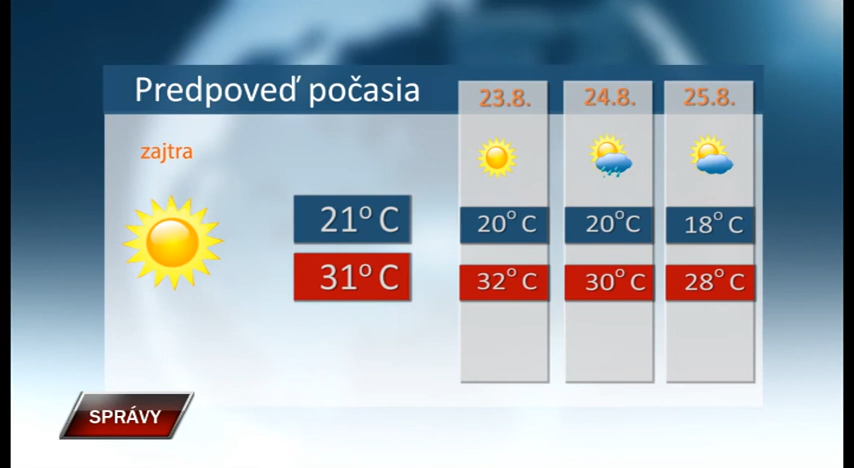 Predpoveď počasia
zajtra
21° C
31° C
23.8.
20° C
32° C
24.8.
20°C
30° C
25.8.
18° C
28° C
SPRÁVY